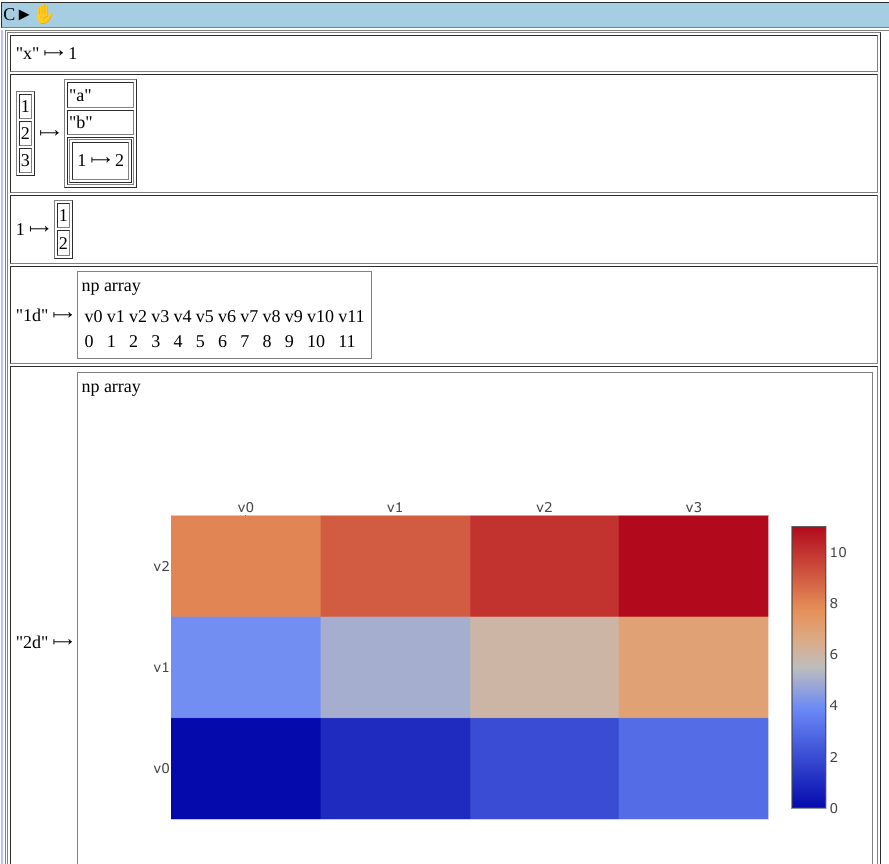 C►✋
"x" ⟼ 1
1
2
3
⟼
"a"
"b"
1 ⟼ 2
1 ⟼
1
2
"1d" ⟼
np array
v0 v1 v2 v3 v4 v5 v6 v7 v8 v9 v10 v11
0 1 2 3 4 5 6 7 8 9 10 11
"2d" ⟼
np array
v0 v1 v2 v3
v2
v1
v0
10
8
6
4
2
0